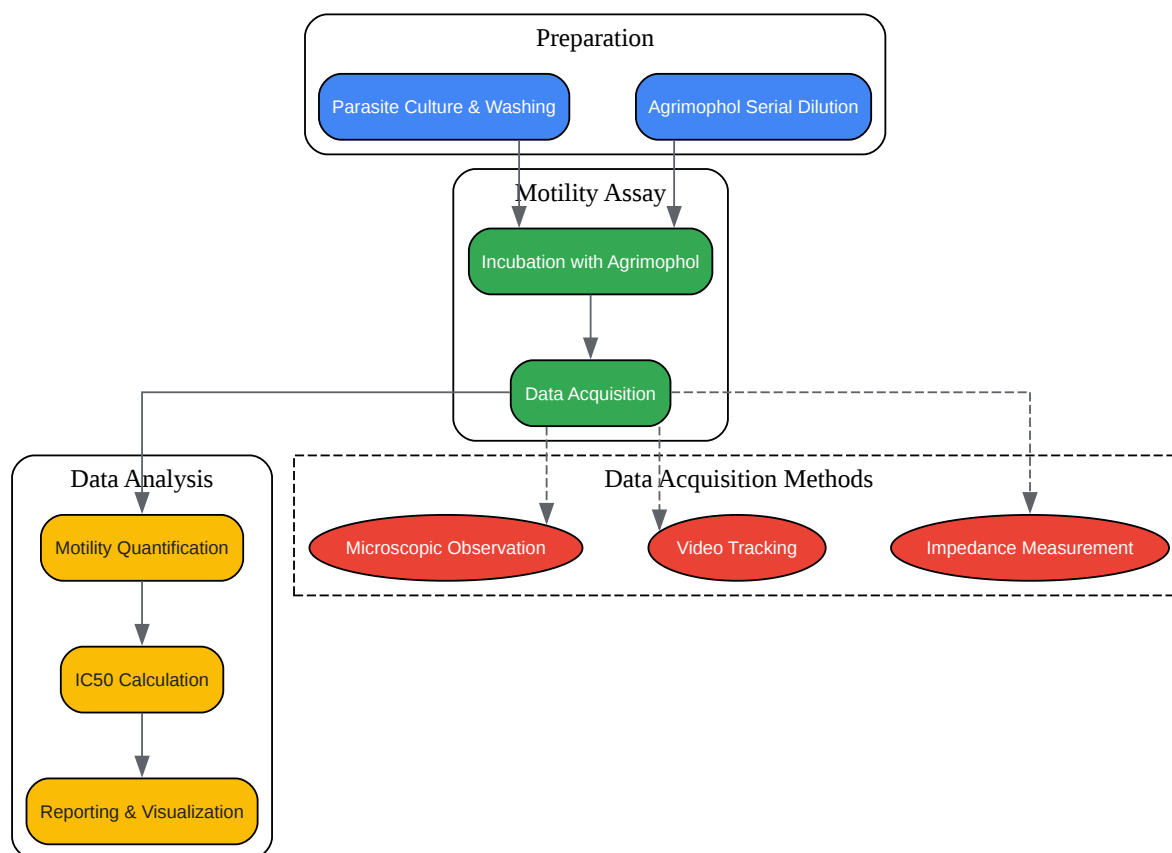 Preparation
Parasite Culture & Washing
Agrimophol Serial Dilution
Motility Assay
Incubation with Agrimophol
Data Acquisition
Data Analysis
Data Acquisition Methods
Motility Quantification
Microscopic Observation
Video Tracking
Impedance Measurement
IC50 Calculation
Reporting & Visualization